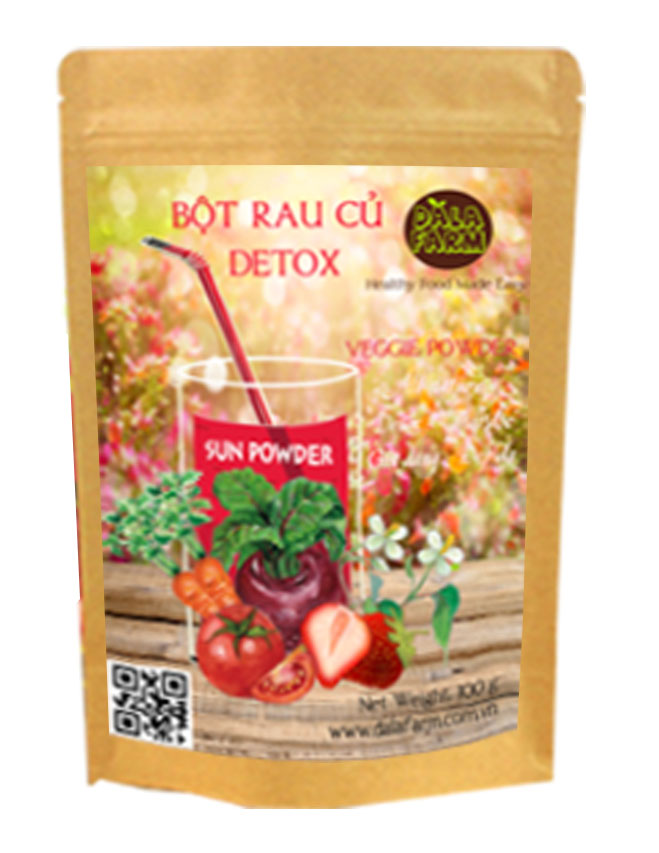 BỘT RAU CỦ
DETOX
DALA
FARM
Healthy Food Made Easy
VEGGIE POWDER
SUN POWDER
Net Weight: 100 g
www.dalafarm.com.vn